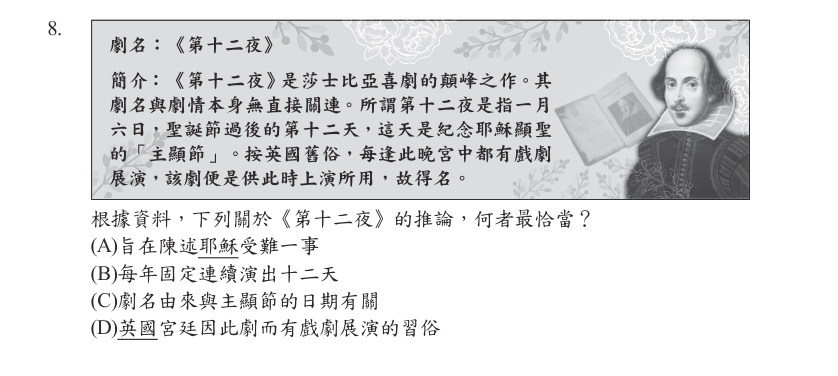 8.
劇名：《第十二夜》
簡介：《第十二夜》是莎士比亞喜劇的顛峰之作。其
劇名與劇情本身無直接關連。所謂第十二夜是指一月
六日，聖誕節過後的第十二天，這天是紀念耶穌顯聖
的「主顯節」。按英國舊俗，每逢此晚宮中都有戲劇
展演，該劇便是供此時上演所用，故得名。
根據資料，下列關於《第十二夜》的推論，何者最恰當？
(A)旨在陳述耶穌受難一事
(B)每年固定連續演出十二天
(C)劇名由來與主顯節的日期有關
(D)英國宮廷因此劇而有戲劇展演的習俗